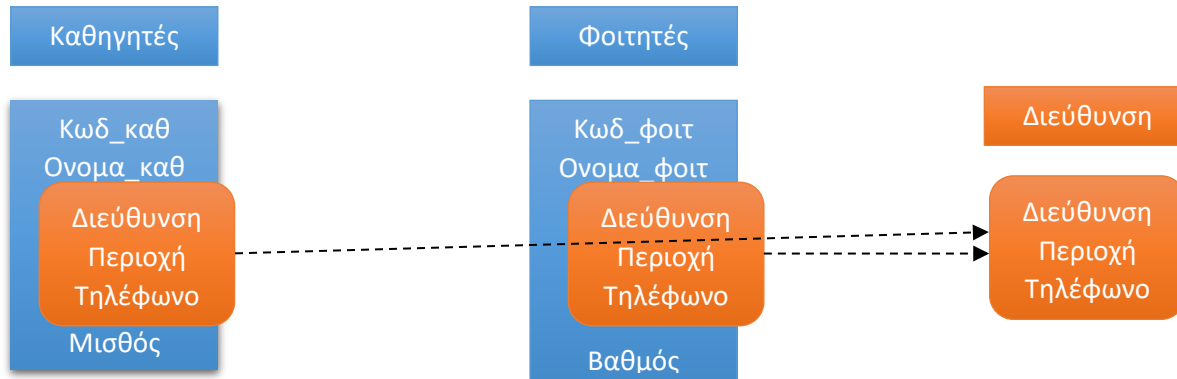 Καθηγητές
Κωδ_καθ
Ονομα_καθ
Διεύθυνση
Περιοχή
Τηλέφωνο
Μισθός
Φοιτητές
Κωδ_φοιτ
Ονομα_φοιτ
Διεύθυνση
Περιοχή
Τηλέφωνο
Βαθμός
Διεύθυνση
Διεύθυνση
Περιοχή
Τηλέφωνο